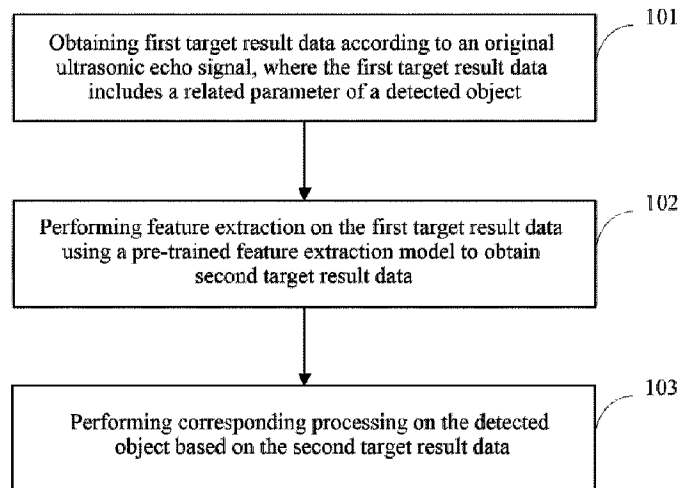 101
Obtaining first target result data according to an original
ultrasonic echo signal, where the first target result data
includes a related parameter of a detected object
102
Performing feature extraction on the first target result data
using a pre-trained feature extraction model to obtain
second target result data
103
Performing corresponding processing on the detected
object based on the second target result data